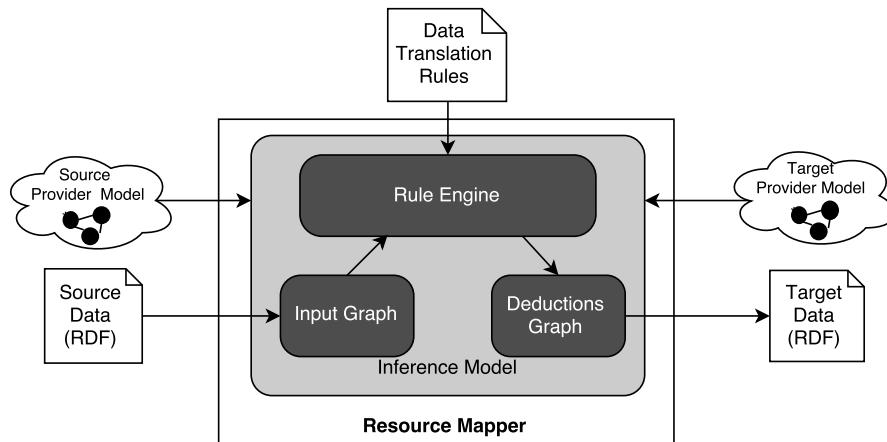 Data
Translation
Rules
Source
Provider Model
Target
Provider Model
Rule Engine
Source
Data
(RDF)
Input Graph
Deductions
Graph
Target
Data
(RDF)
Inference Model
Resource Mapper